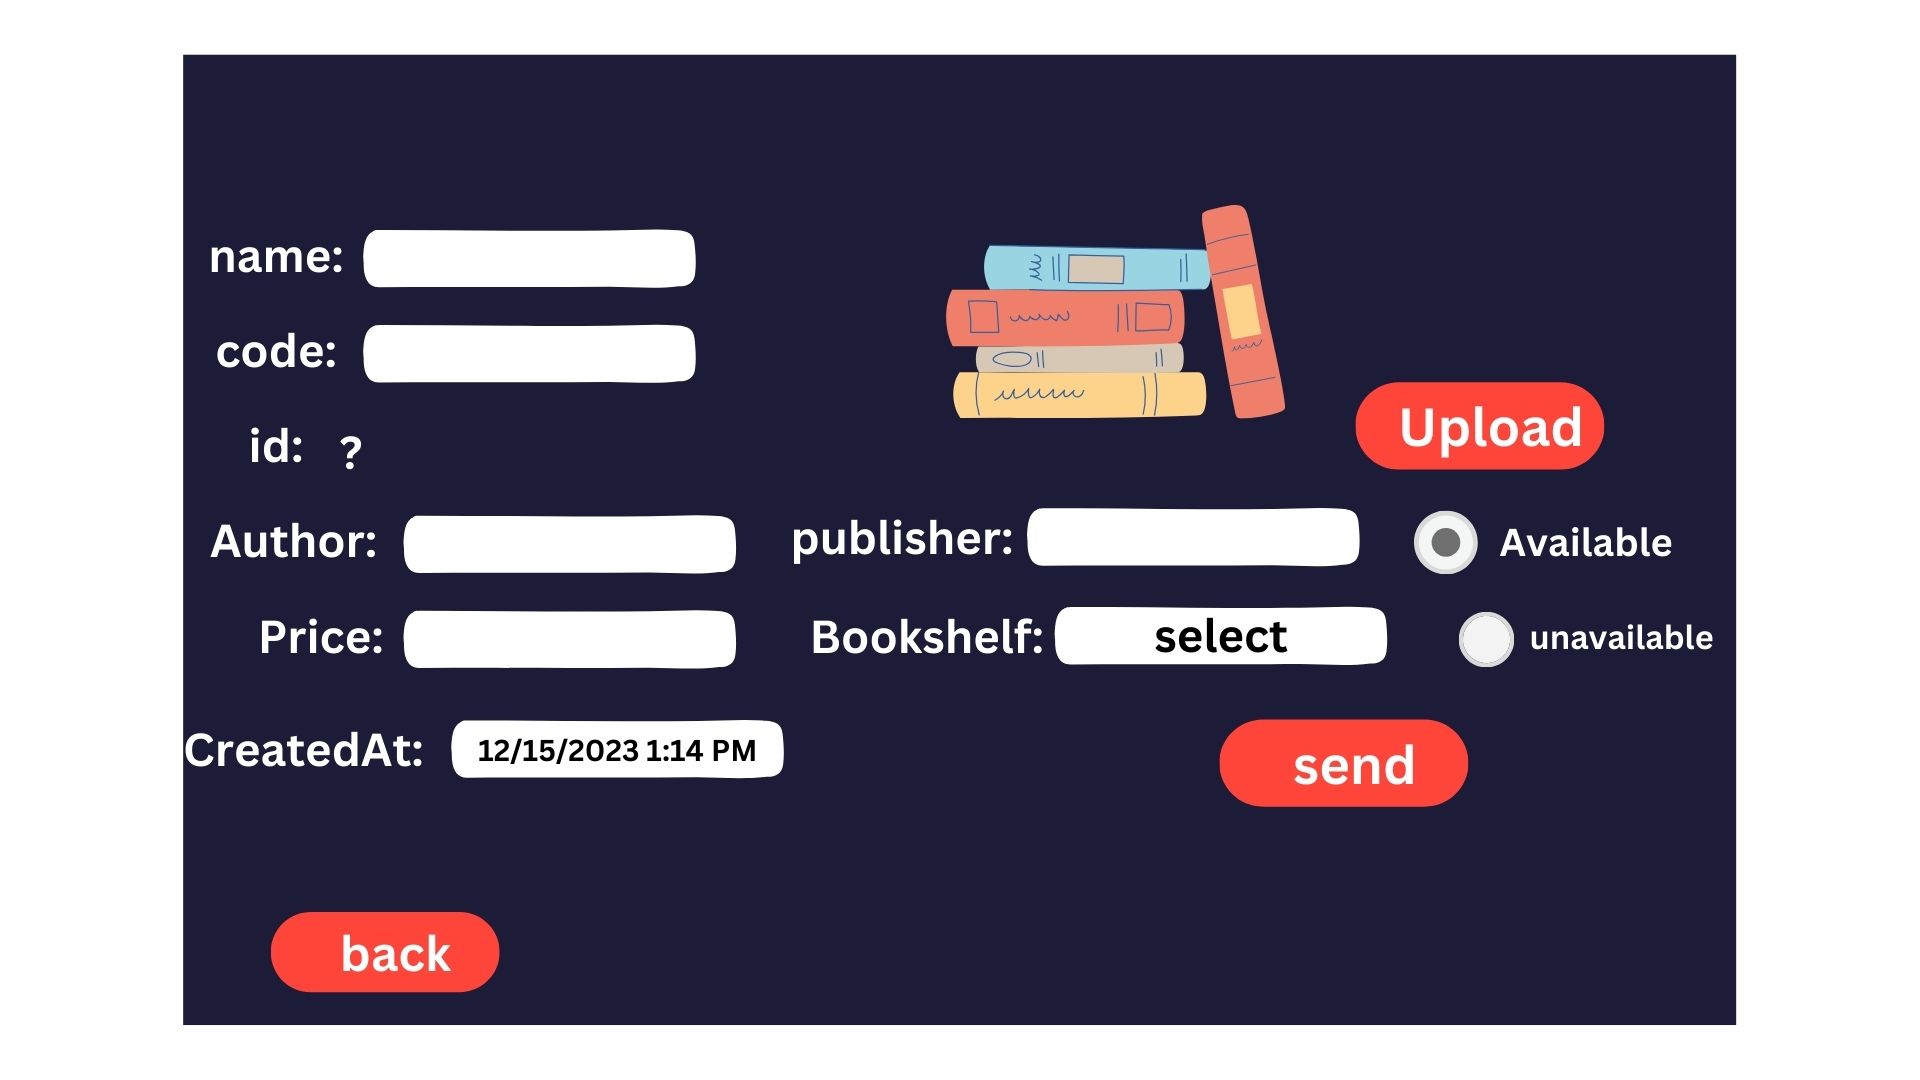 name:
code:
id: ?
Upload
Author:
publisher:
Available
Price:
Bookshelf: select
unavailable
CreatedAt: 12/15/2023 1:14 PM
send
back